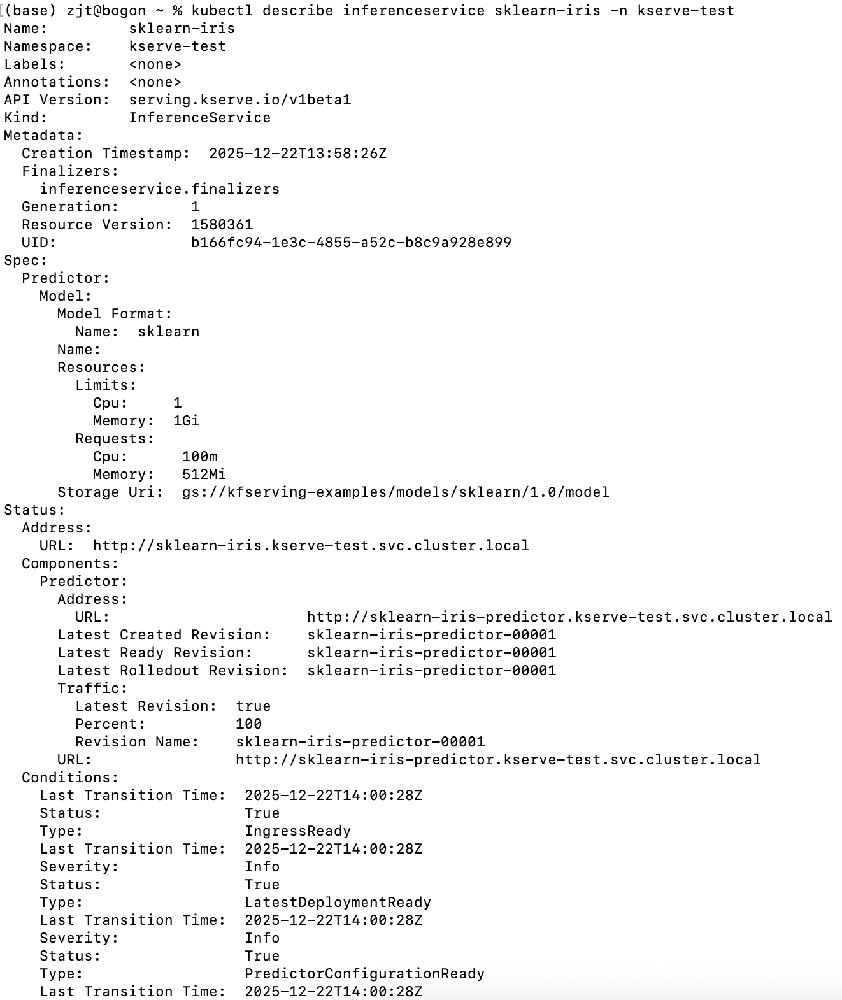 (base) zjt@bogon ~ % kubectl describe inferenceservice sklearn-iris -n kserve-test
Name:         sklearn-iris
Namespace:    kserve-test
Labels:       <none>
Annotations:  <none>
API Version:  serving.kserve.io/v1beta1
Kind:         InferenceService
Metadata:
  Creation Timestamp:  2025-12-22T13:58:26Z
  Finalizers:
    inferenceservice.finalizers
  Generation:        1
  Resource Version:  1580361
  UID:               b166fc94-1e3c-4855-a52c-b8c9a928e899
Spec:
  Predictor:
    Model:
      Model Format:
        Name:  sklearn
      Name:
      Resources:
        Limits:
          Cpu:     1
          Memory:  1Gi
        Requests:
          Cpu:      100m
          Memory:   512Mi
      Storage Uri:  gs://kfserving-examples/models/sklearn/1.0/model
Status:
  Address:
    URL:  http://sklearn-iris.kserve-test.svc.cluster.local
  Components:
    Predictor:
      Address:
        URL:                      http://sklearn-iris-predictor.kserve-test.svc.cluster.local
      Latest Created Revision:    sklearn-iris-predictor-00001
      Latest Ready Revision:      sklearn-iris-predictor-00001
      Latest Rolledout Revision:  sklearn-iris-predictor-00001
      Traffic:
        Latest Revision:  true
        Percent:          100
        Revision Name:    sklearn-iris-predictor-00001
      URL:                http://sklearn-iris-predictor.kserve-test.svc.cluster.local
  Conditions:
    Last Transition Time:  2025-12-22T14:00:28Z
    Status:                True
    Type:                  IngressReady
    Last Transition Time:  2025-12-22T14:00:28Z
    Severity:              Info
    Status:                True
    Type:                  LatestDeploymentReady
    Last Transition Time:  2025-12-22T14:00:28Z
    Severity:              Info
    Status:                True
    Type:                  PredictorConfigurationReady
    Last Transition Time:  2025-12-22T14:00:28Z